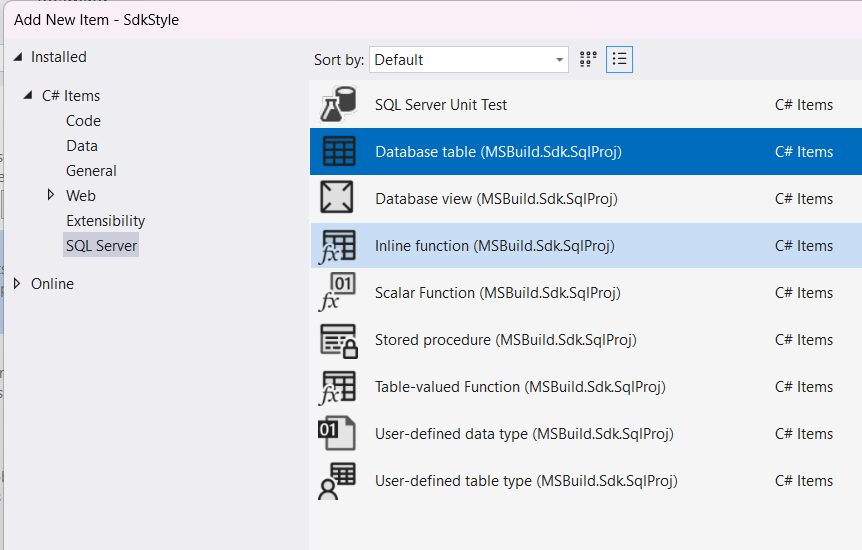 Add New Item - SdkStyle
Installed
Sort by: Default
C# Items
Code
Data
General
Web
Extensibility
SQL Server
Online
SQL Server Unit Test C# Items
Database table (MSBuild.Sdk.SqlProj) C# Items
Database view (MSBuild.Sdk.SqlProj) C# Items
Inline function (MSBuild.Sdk.SqlProj) C# Items
Scalar Function (MSBuild.Sdk.SqlProj) C# Items
Stored procedure (MSBuild.Sdk.SqlProj) C# Items
Table-valued Function (MSBuild.Sdk.SqlProj) C# Items
User-defined data type (MSBuild.Sdk.SqlProj) C# Items
User-defined table type (MSBuild.Sdk.SqlProj) C# Items